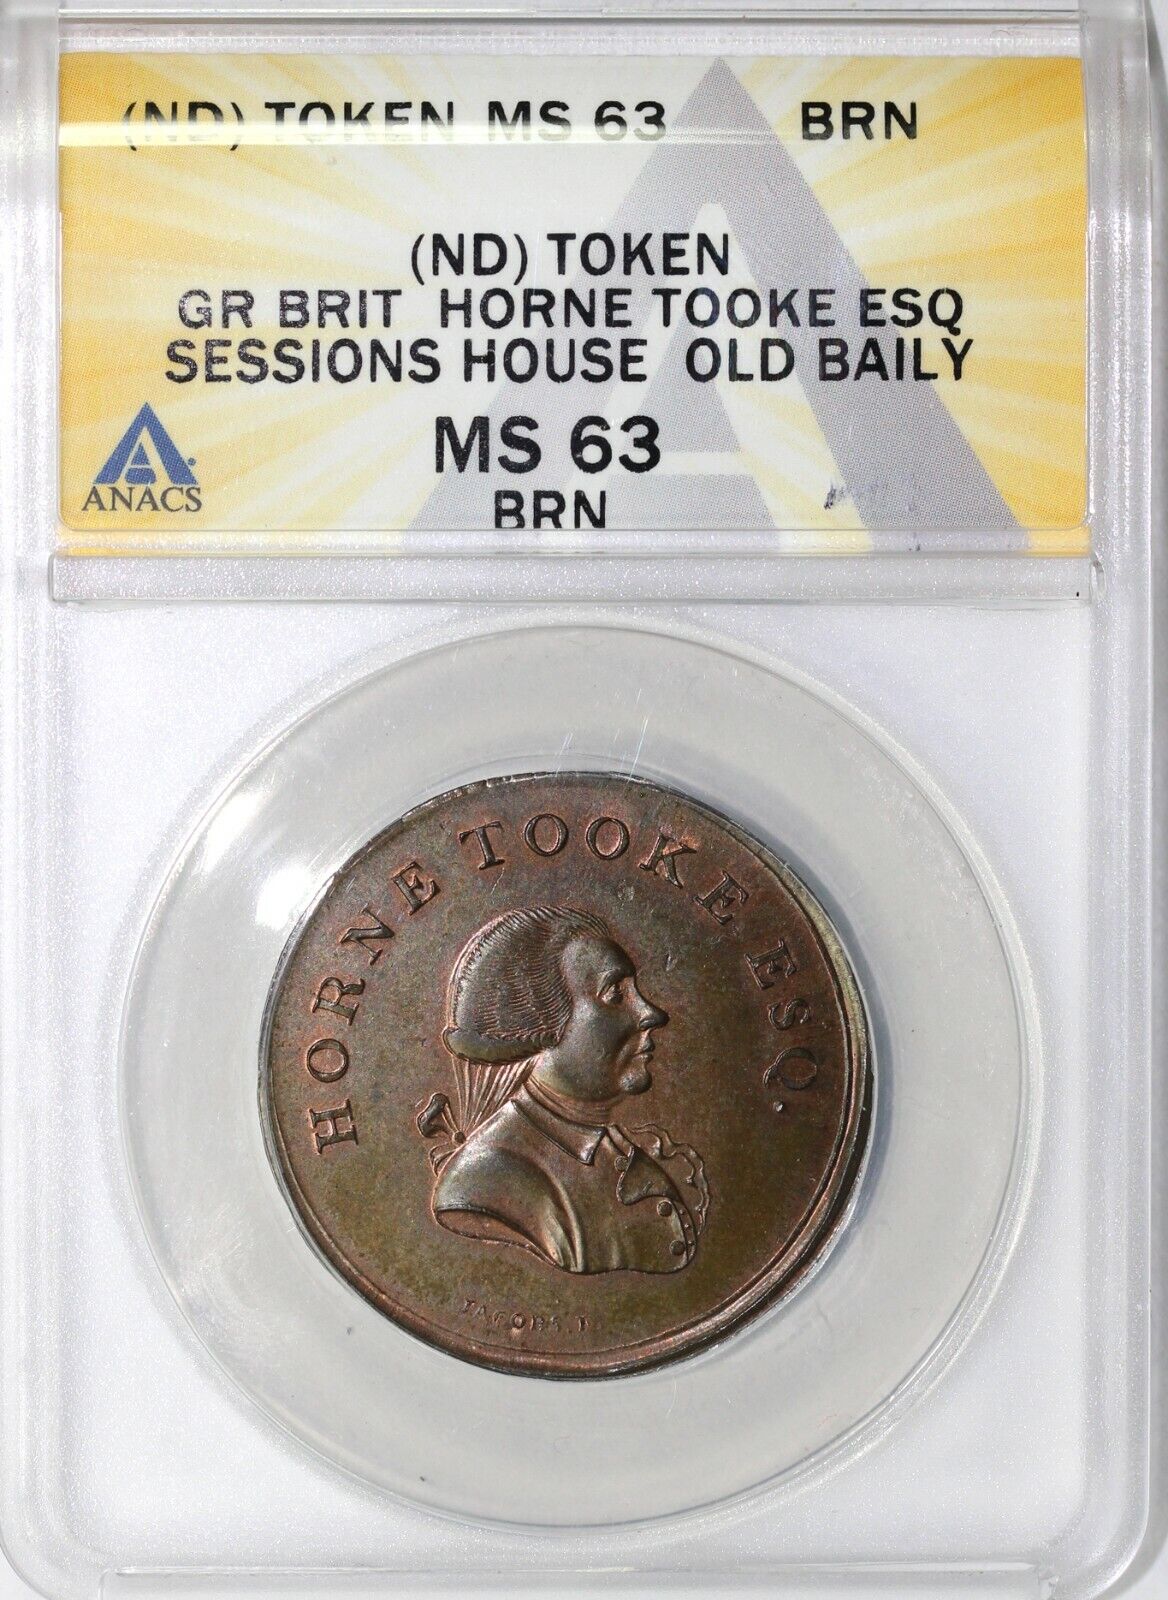 (ND) TOKEN MS 63 BRN
(ND) TOKEN
GR BRIT HORNE TOOKE ESQ
SESSIONS HOUSE OLD BAILY
MS 63
BRN
ANACS
HORNE TOOKE ESQ.
JACOBS.